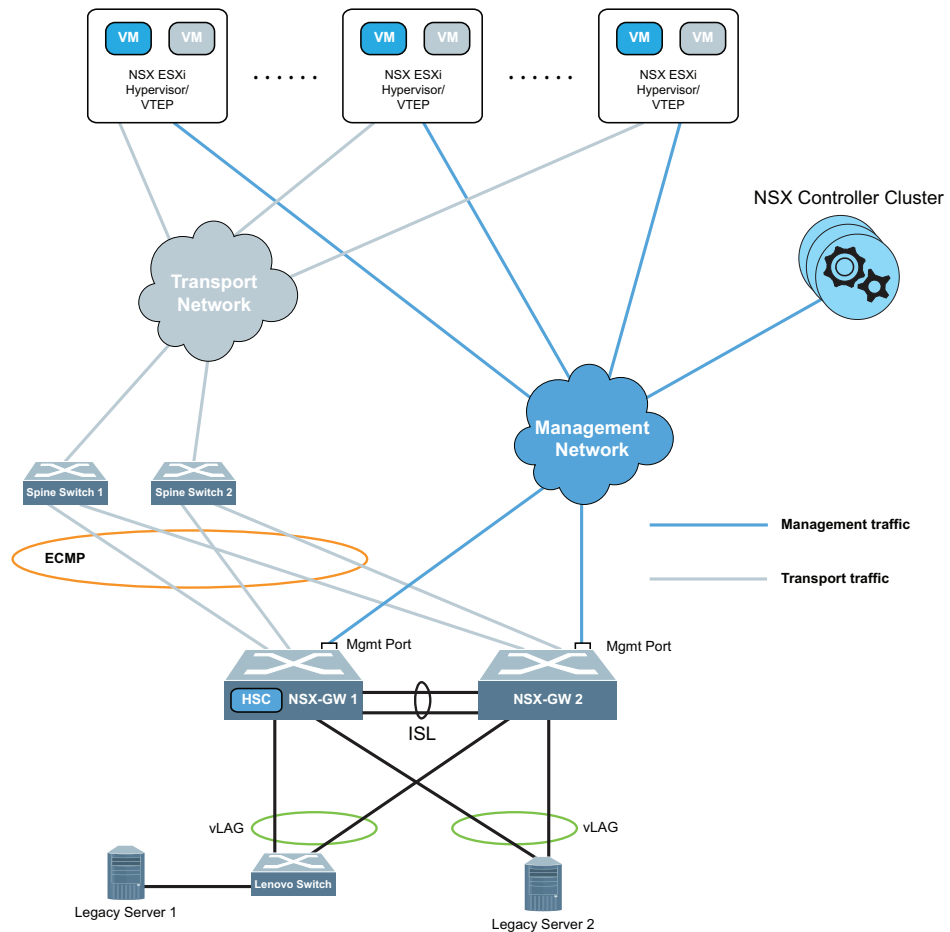 VM VM
NSX ESXi
Hypervisor/
VTEP
VM VM
NSX ESXi
Hypervisor/
VTEP
VM VM
NSX ESXi
Hypervisor/
VTEP
NSX Controller Cluster
Transport
Network
Management
Network
Spine Switch 1
Spine Switch 2
Management traffic
ECMP
Transport traffic
Mgmt Port
Mgmt Port
HSC NSX-GW 1
NSX-GW 2
ISL
vLAG
vLAG
Lenovo Switch
Legacy Server 1
Legacy Server 2